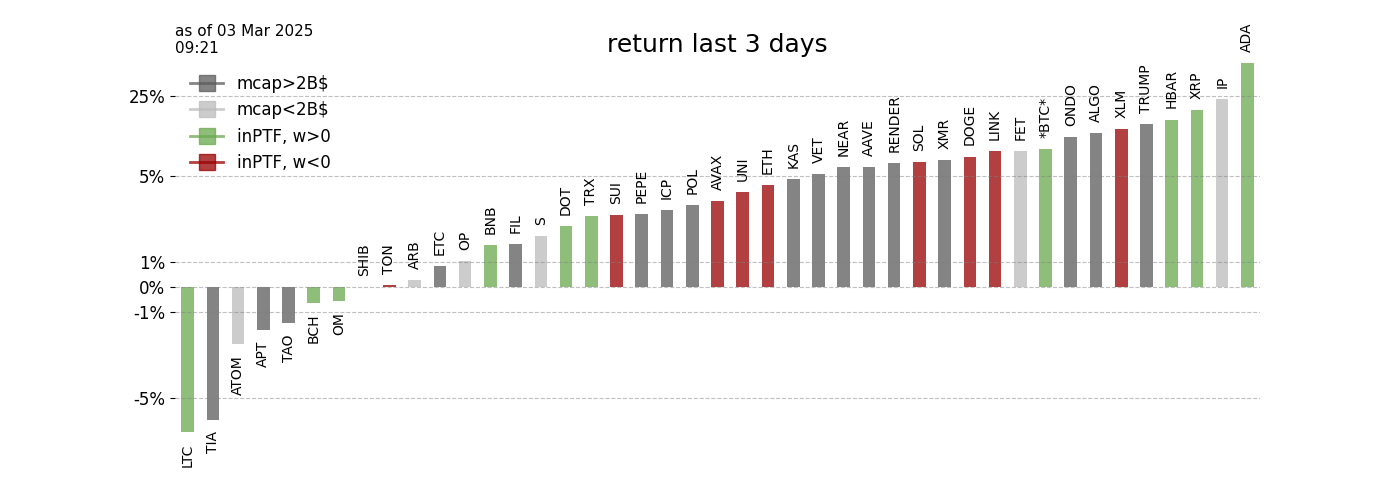 as of 03 Mar 2025
09:21
return last 3 days
mcap>2B$
mcap<2B$
inPTF, w>0
inPTF, w<0
25%
5%
1%
0%
-1%
-5%
LTC
TIA
ATOM
APT
TAO
BCH
OM
SHIB
TON
ARB
ETC
OP
BNB
FIL
S
DOT
TRX
SUI
PEPE
ICP
POL
AVAX
UNI
ETH
KAS
VET
NEAR
AAVE
RENDER
SOL
XMR
DOGE
LINK
FET
*BTC*
ONDO
ALGO
XLM
TRUMP
HBAR
XRP
IP
ADA